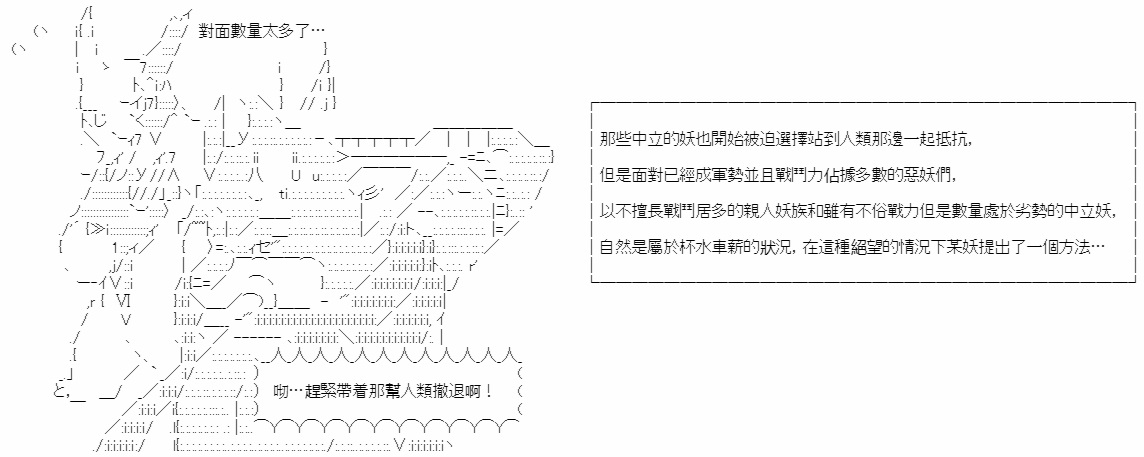 對面數量太多了…
那些中立的妖也開始被迫選擇站到人類那邊一起抵抗,
但是面對已經成軍勢並且戰鬥力佔據多數的惡妖們,
以不擅長戰鬥居多的親人妖族和雖有不俗戰力但是數量處於劣勢的中立妖,
自然是屬於杯水車薪的狀況, 在這種絕望的情況下某妖提出了一個方法…
呦…趕緊帶着那幫人類撤退啊！